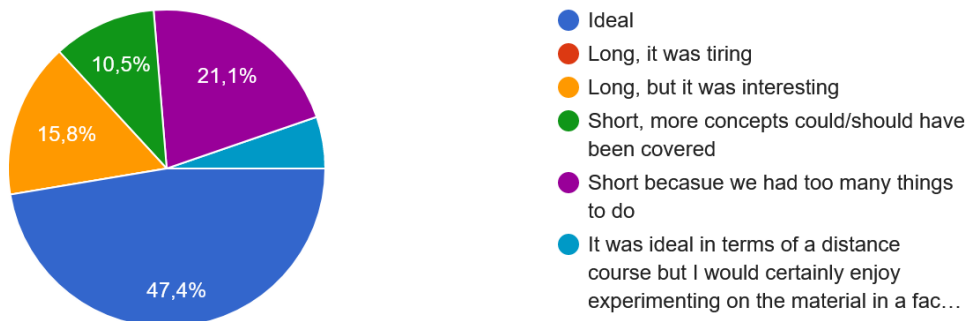 10,5%
21,1%
15,8%
47,4%
Ideal
Long, it was tiring
Long, but it was interesting
Short, more concepts could/should have
been covered
Short becasue we had too many things
to do
It was ideal in terms of a distance
course but I would certainly enjoy
experimenting on the material in a fac…